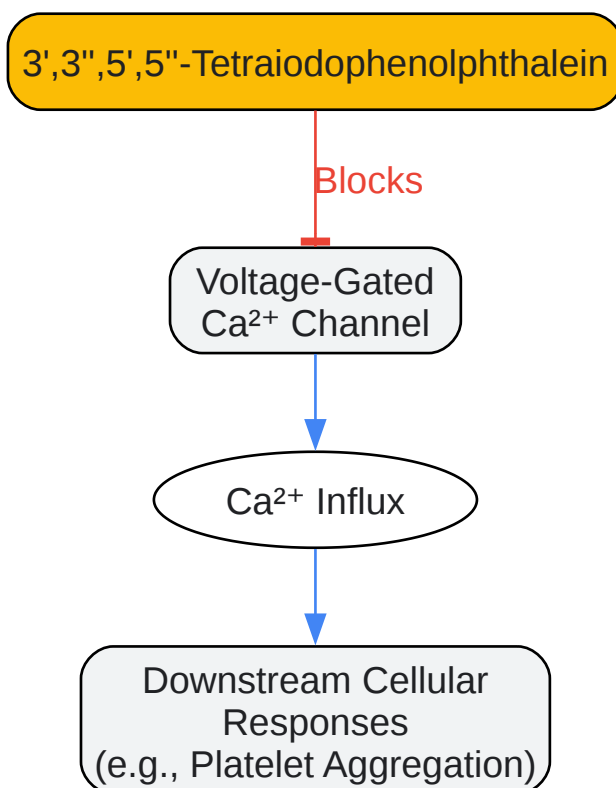 3',3",5',5"-Tetraiodophenolphthalein
Blocks
Voltage-Gated
Ca²⁺ Channel
Ca²⁺ Influx
Downstream Cellular
Responses
(e.g., Platelet Aggregation)